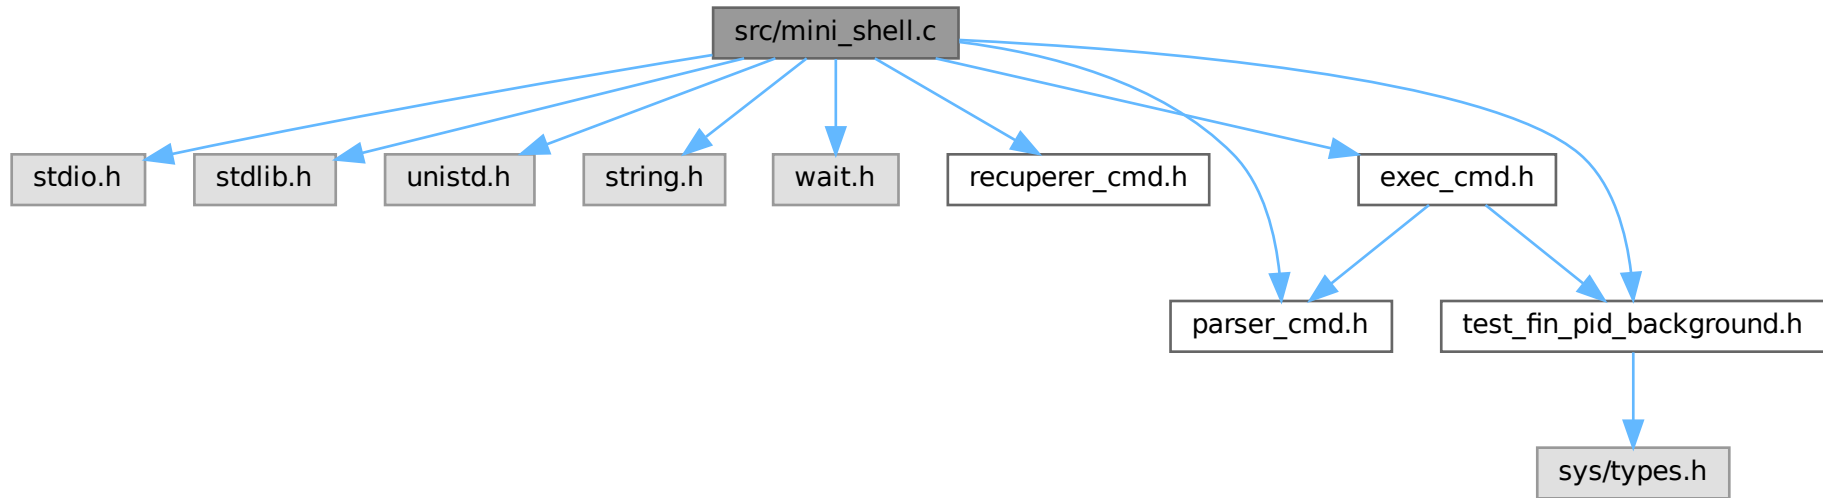 src/mini_shell.c
stdio.h
stdlib.h
unistd.h
string.h
wait.h
recuperer_cmd.h
exec_cmd.h
parser_cmd.h
test_fin_pid_background.h
sys/types.h